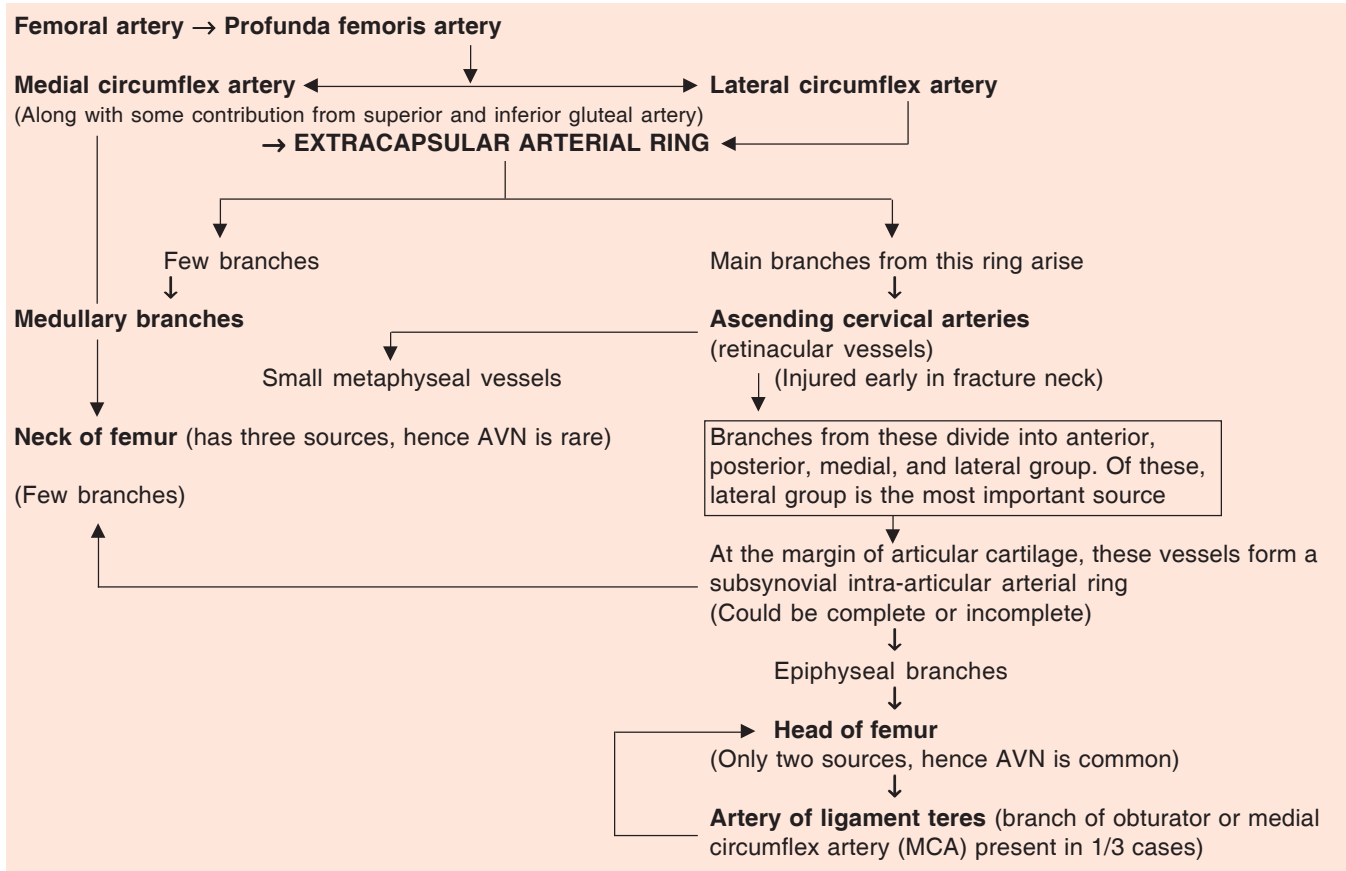 Femoral artery → Profunda femoris artery
Medial circumflex artery
Lateral circumflex artery
(Along with some contribution from superior and inferior gluteal artery)
→ EXTRACAPSULAR ARTERIAL RING
Few branches
Main branches from this ring arise
Medullary branches
Ascending cervical arteries
(retinacular vessels)
Small metaphyseal vessels
(Injured early in fracture neck)
Neck of femur (has three sources, hence AVN is rare)
(Few branches)
Branches from these divide into anterior,
posterior, medial, and lateral group. Of these,
lateral group is the most important source
At the margin of articular cartilage, these vessels form a
subsynovial intra-articular arterial ring
(Could be complete or incomplete)
Epiphyseal branches
Head of femur
(Only two sources, hence AVN is common)
Artery of ligament teres (branch of obturator or medial
circumflex artery (MCA) present in 1/3 cases)